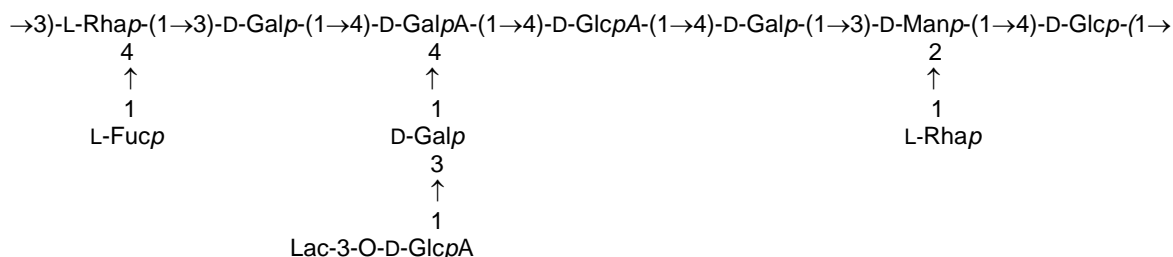 →3)-L-Rhap-(1→3)-D-Galp-(1→4)-D-GalpA-(1→4)-D-GlcpA-(1→4)-D-Galp-(1→3)-D-Manp-(1→4)-D-Glcp-(1→
4 4 2
↑ ↑ ↑
1 1 1
L-Fucp D-Galp L-Rhap
3
↑
1
Lac-3-O-D-GlcpA